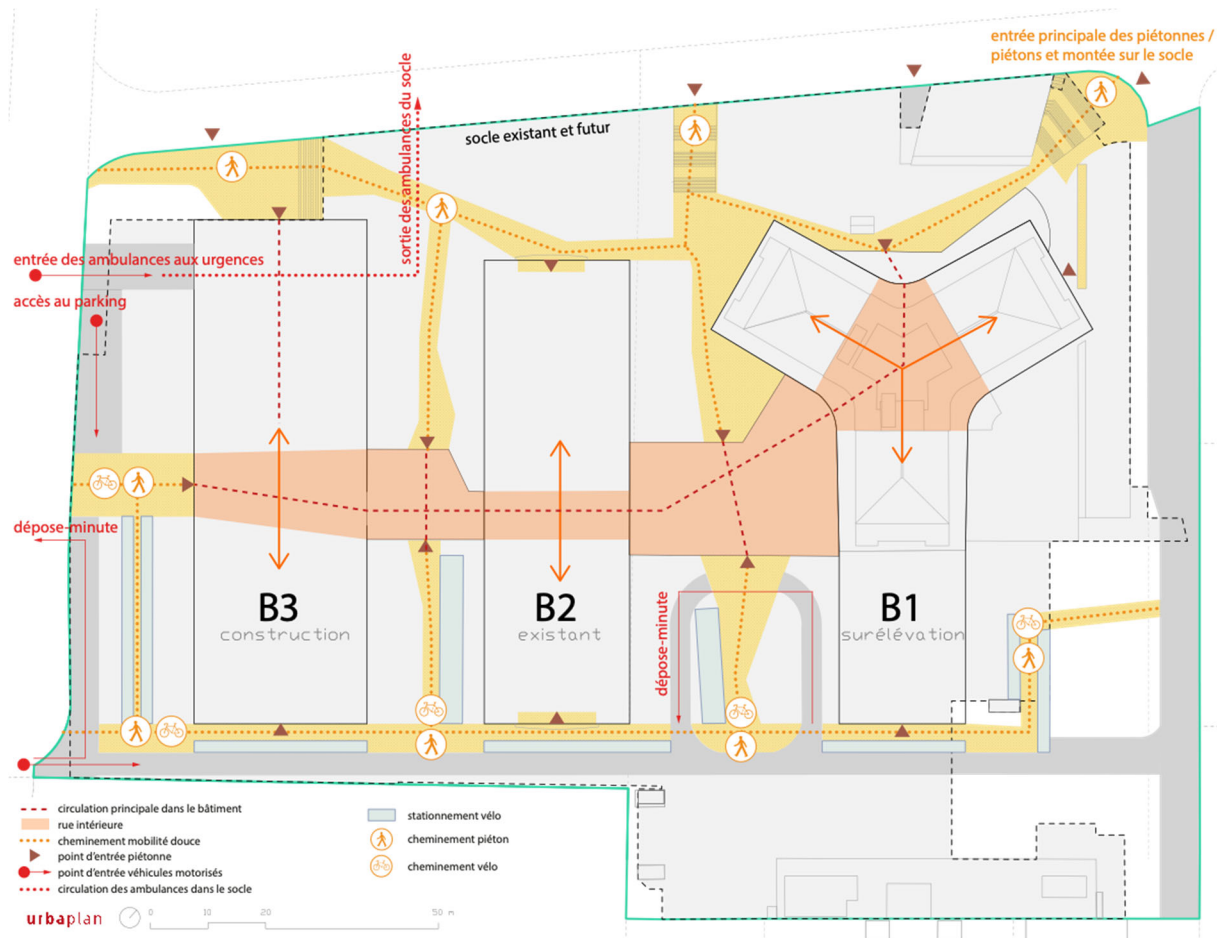 entrée principale des piétonnes /
piétons et montée sur le socle
sortie des ambulances du socle
socle existant et futur
entrée des ambulances aux urgences
accès au parking
dépose-minute
B3
construction
B2
existant
dépose-minute
B1
surélévation
circulation principale dans le bâtiment
rue intérieure
cheminement mobilité douce
point d'entrée piétonne
point d'entrée véhicules motorisés
circulation des ambulances dans le socle
stationnement vélo
cheminement piéton
cheminement vélo
urbaplan
0 10 20 50 m